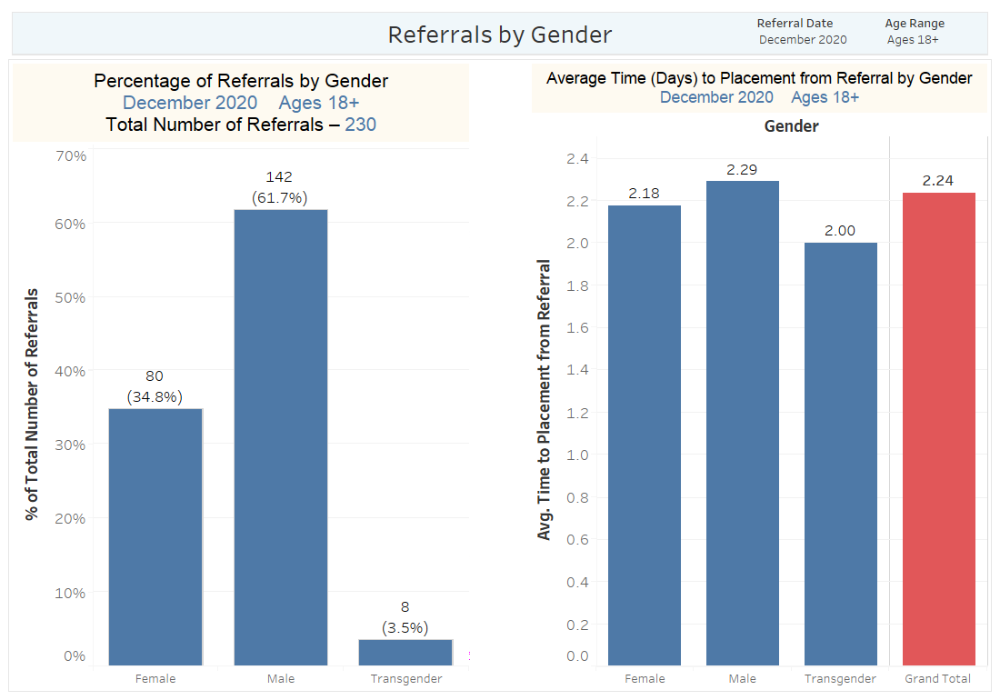 Referrals by Gender
Referral Date
December 2020
Age Range
Ages 18+
Percentage of Referrals by Gender
December 2020 Ages 18+
Total Number of Referrals – 230
% of Total Number of Referrals
70%
60%
50%
40%
30%
20%
10%
0%
80
(34.8%)
142
(61.7%)
8
(3.5%)
Female
Male
Transgender
Average Time (Days) to Placement from Referral by Gender
December 2020 Ages 18+
Gender
Avg. Time to Placement from Referral
2.4
2.2
2.0
1.8
1.6
1.4
1.2
1.0
0.8
0.6
0.4
0.2
0.0
2.18
2.29
2.00
2.24
Female
Male
Transgender
Grand Total